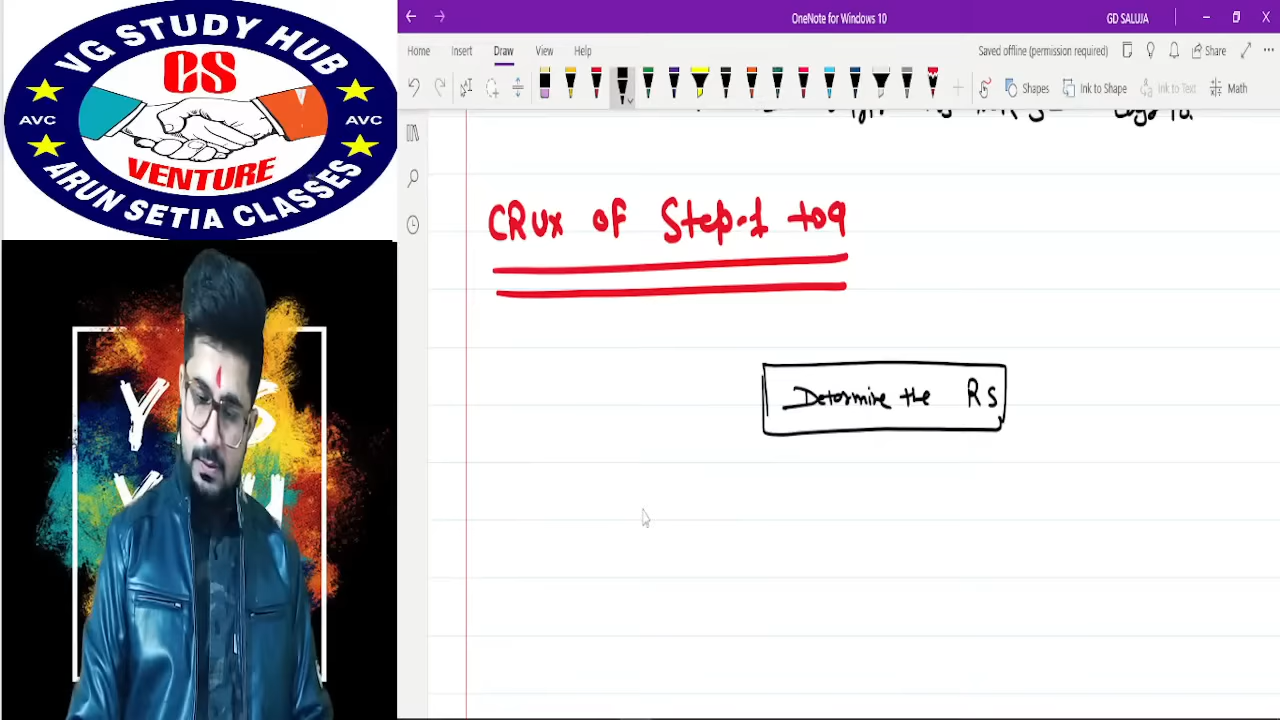 VG STUDY HUB
CS
AVC
AVC
VENTURE
ARUN SETIA CLASSES
OneNote for Windows 10
GD SALUJA
Home Insert Draw View Help
Saved offline (permission required)
Share
Shapes
Ink to Shape
Ink to Text
Math
CRux of Step-1 to 9
Determine the RS
Y
S
Y
U